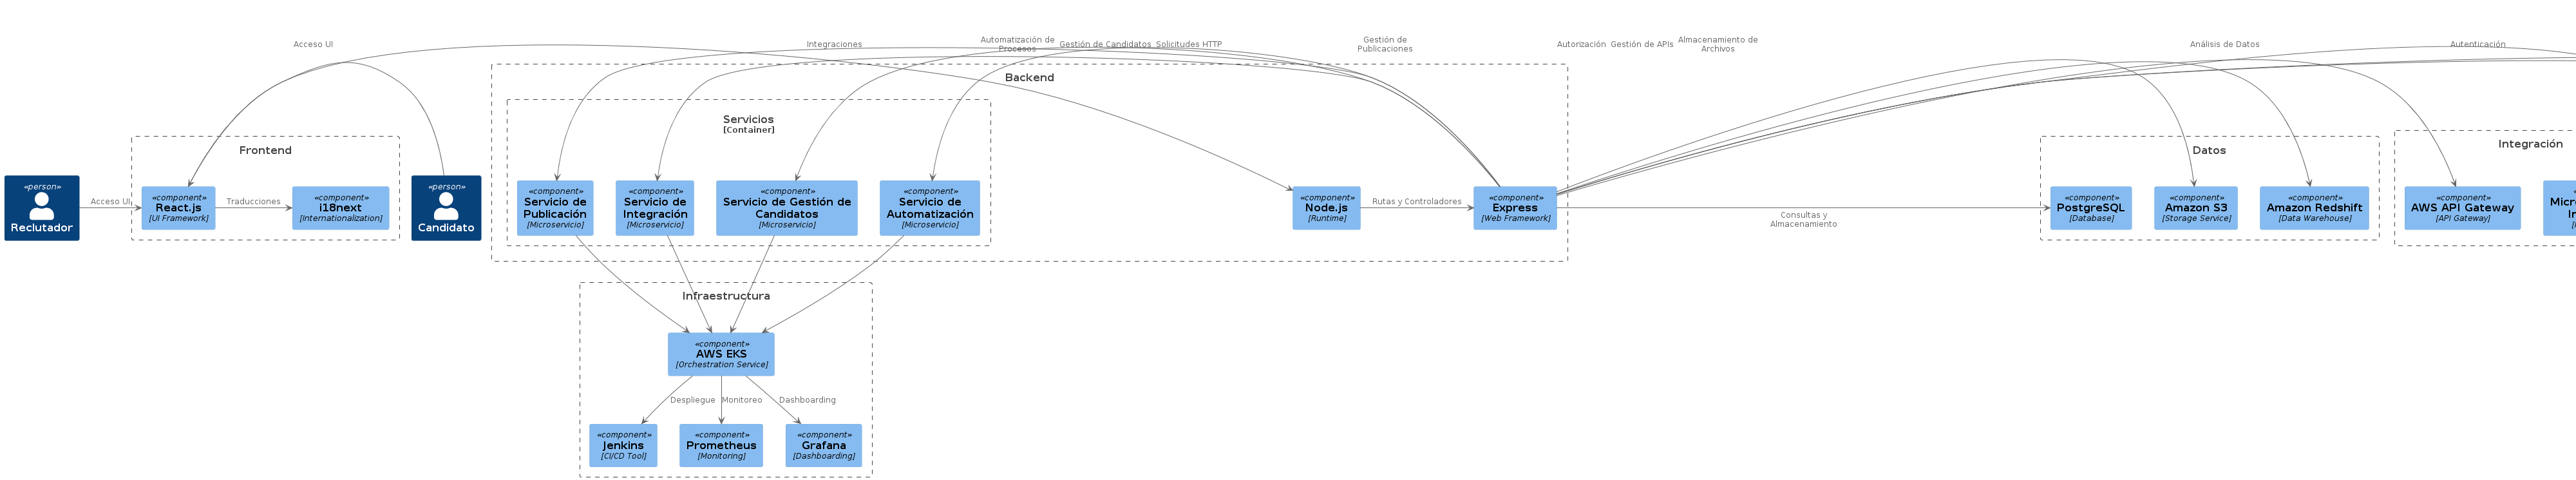 Acceso UI
Integraciones
Automatización de
Procesos
Gestión de Candidatos
Solicitudes HTTP
Gestión de
Publicaciones
Autorización
Gestión de APIs
Almacenamiento de
Archivos
Análisis de Datos
Autenticación
Backend
Servicios
[Container]
Frontend
Datos
Integración
«person»
Reclutador
Acceso UI
«component»
React.js
[UI Framework]
Traducciones
«component»
i18next
[Internationalization]
«person»
Candidato
«component»
Servicio de
Publicación
[Microservicio]
«component»
Servicio de
Integración
[Microservicio]
«component»
Servicio de Gestión de
Candidatos
[Microservicio]
«component»
Servicio de
Automatización
[Microservicio]
«component»
Node.js
[Runtime]
Rutas y Controladores
«component»
Express
[Web Framework]
Consultas y
Almacenamiento
«component»
PostgreSQL
[Database]
«component»
Amazon S3
[Storage Service]
«component»
Amazon Redshift
[Data Warehouse]
«component»
AWS API Gateway
[API Gateway]
Infraestructura
«component»
AWS EKS
[Orchestration Service]
Despliegue
Monitoreo
Dashboarding
«component»
Jenkins
[CI/CD Tool]
«component»
Prometheus
[Monitoring]
«component»
Grafana
[Dashboarding]